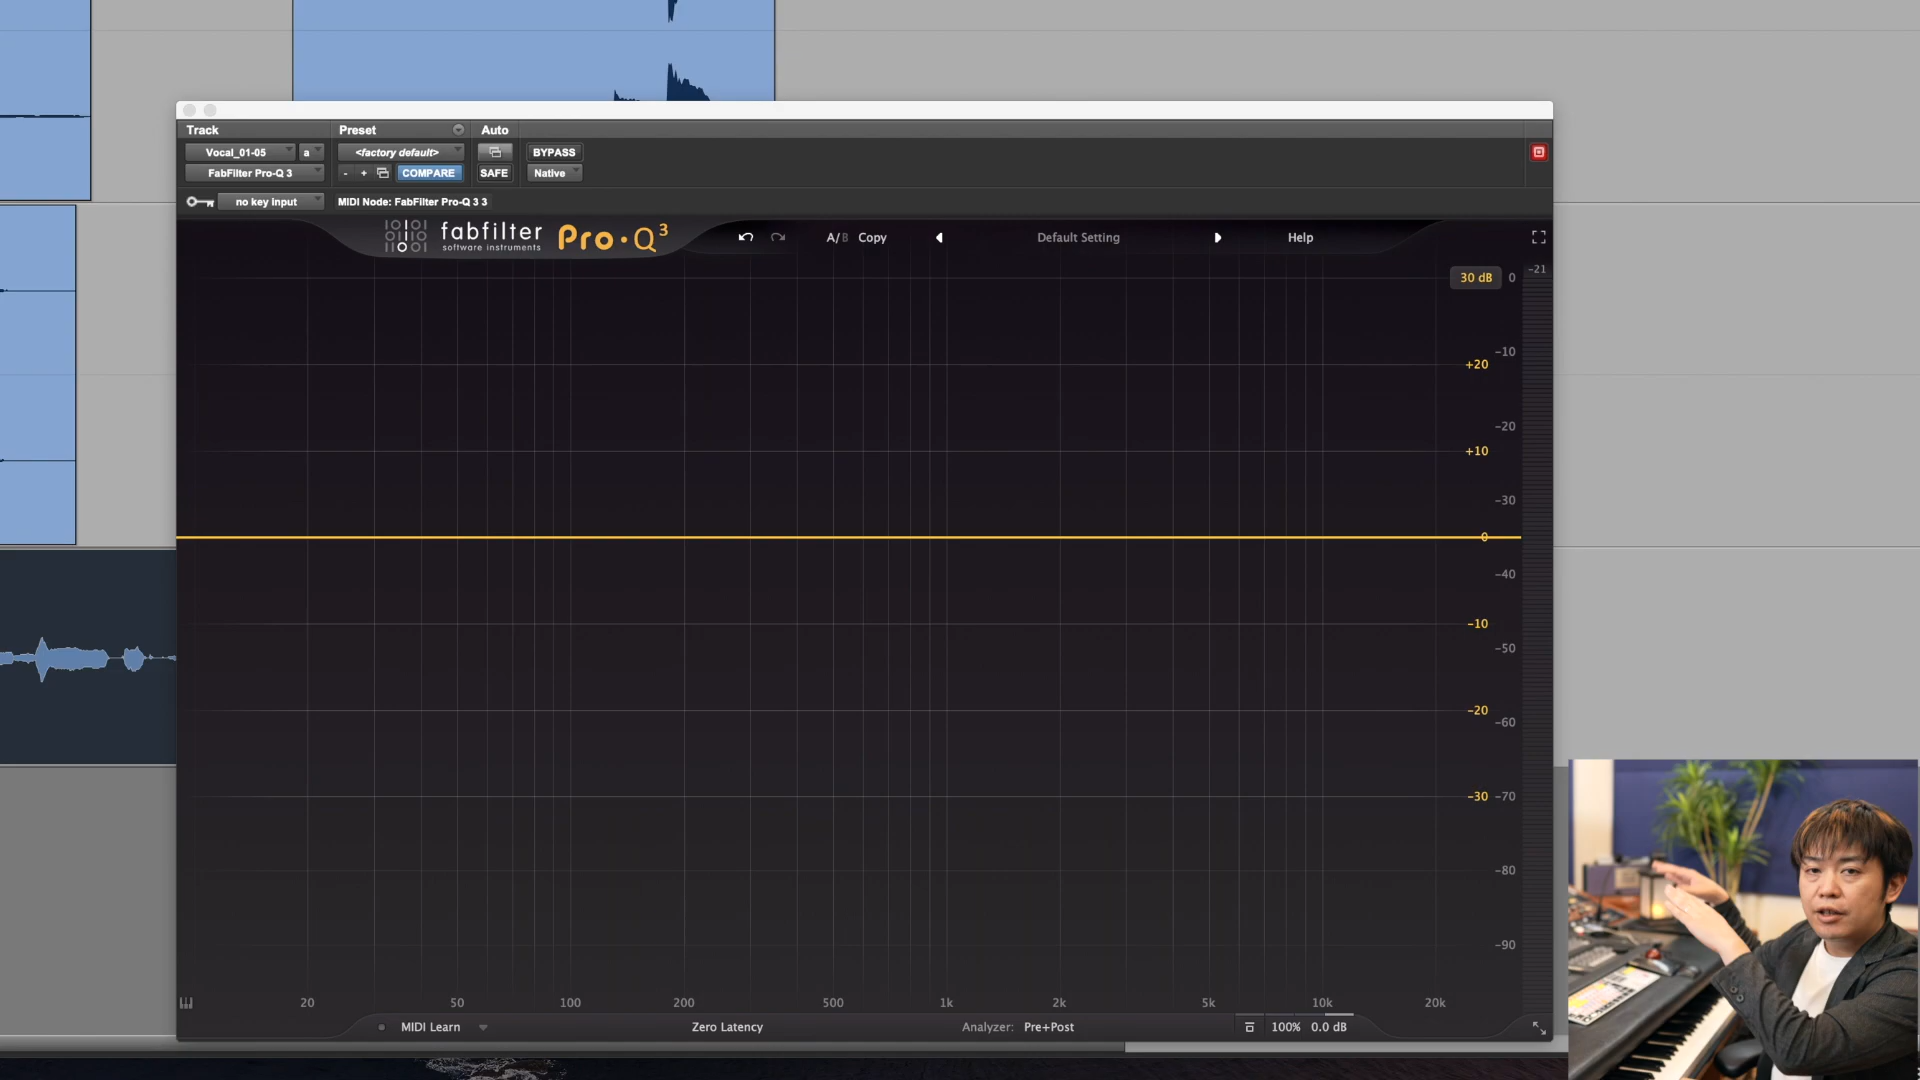 Track Preset Auto
Vocal_01-05 a <factory default> BYPASS
FabFilter Pro-Q 3 - + COMPARE SAFE Native
no key input MIDI Node: FabFilter Pro-Q 3 3
fabfilter
software instruments
Pro·Q3
A/B Copy Default Setting Help
30 dB 0 -21
-10
+20
-20
+10
-30
0
-40
-10
-50
-20
-60
-30 -70
-80
-90
20 50 100 200 500 1k 2k 5k 10k 20k
MIDI Learn Zero Latency Analyzer: Pre+Post 100% 0.0 dB